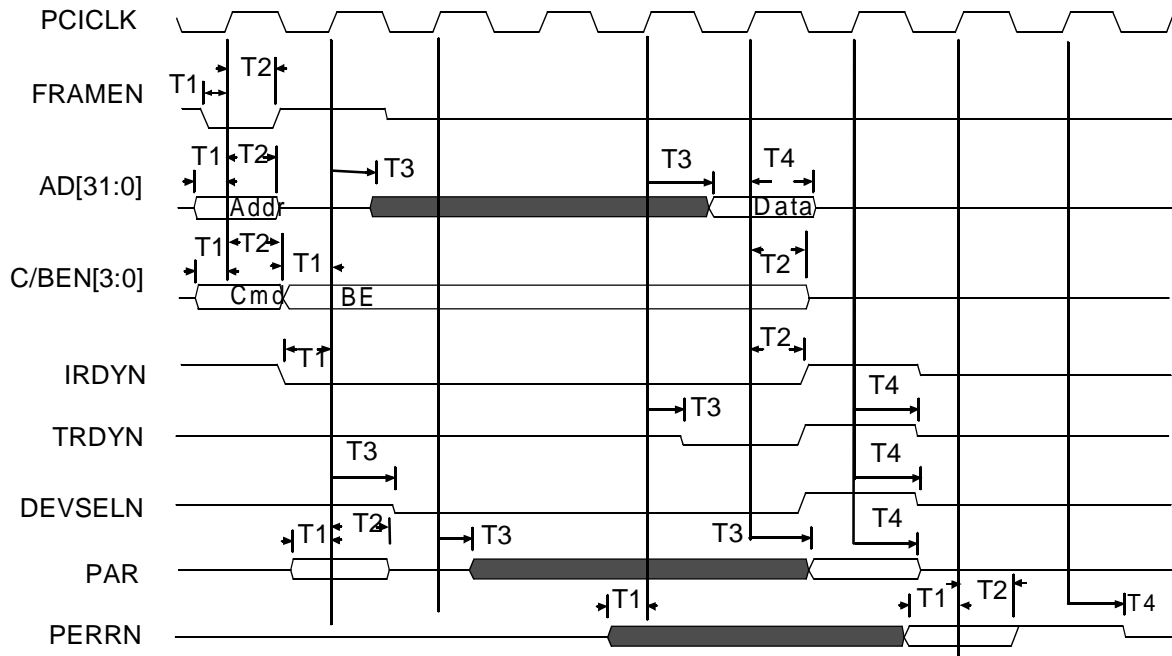 PCICLK
T1 T2
FRAMEN
T1 T2 T3 T3 T4
AD[31:0]
Addr Data
T1 T2 T1 T2
C/BEN[3:0]
Cmd BE
T1 T2
IRDYN
T3 T4
TRDYN
T3 T4
DEVSELN
T1 T2 T3 T3 T4
PAR
T1 T1 T2 T4
PERRN